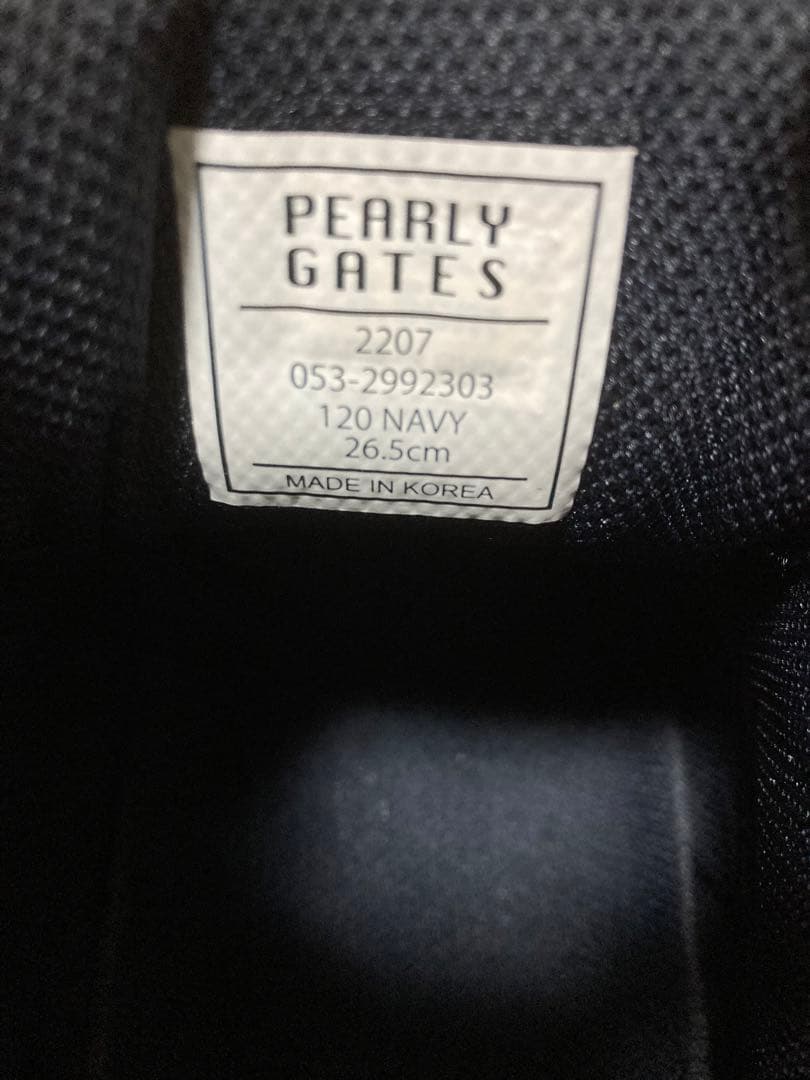 PEARLY
GATES
2207
053-2992303
120 NAVY
26.5cm
MADE IN KOREA